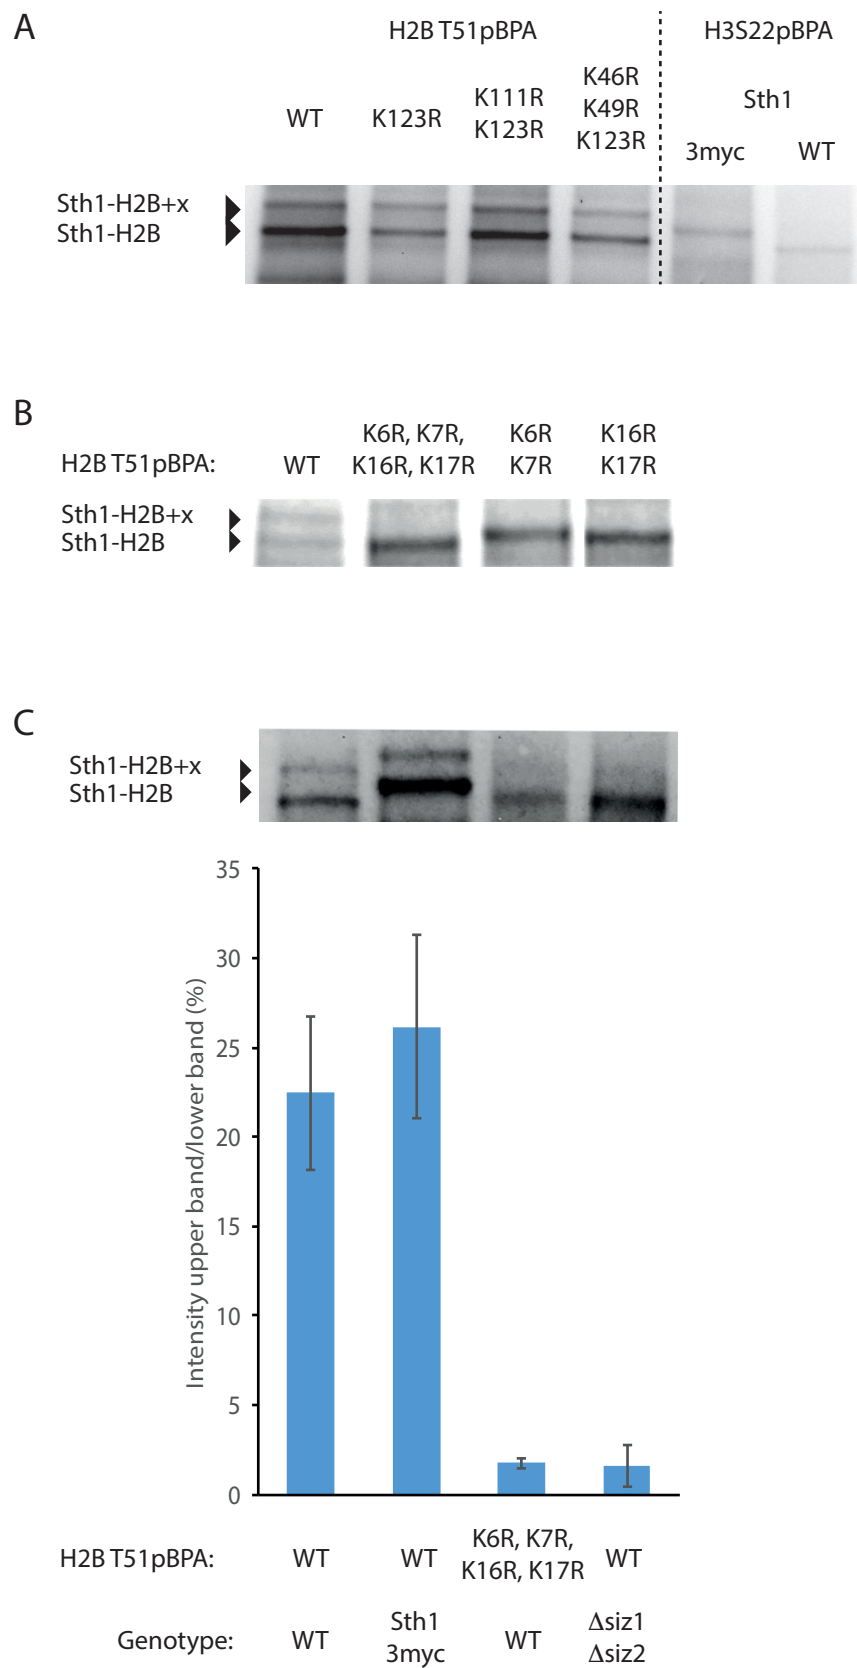 A
H2B T51pBPA
H3S22pBPA
WT
K123R
K111R
K123R
K46R
K49R
K123R
Sth1
3myc
WT
Sth1-H2B+x
Sth1-H2B
B
H2B T51pBPA:
WT
K6R, K7R,
K16R, K17R
K6R
K7R
K16R
K17R
Sth1-H2B+x
Sth1-H2B
C
Sth1-H2B+x
Sth1-H2B
Intensity upper band/lower band (%)
35
30
25
20
15
10
5
0
H2B T51pBPA:
WT
WT
K6R, K7R,
K16R, K17R
WT
Genotype:
WT
Sth1
3myc
WT
Δsiz1
Δsiz2